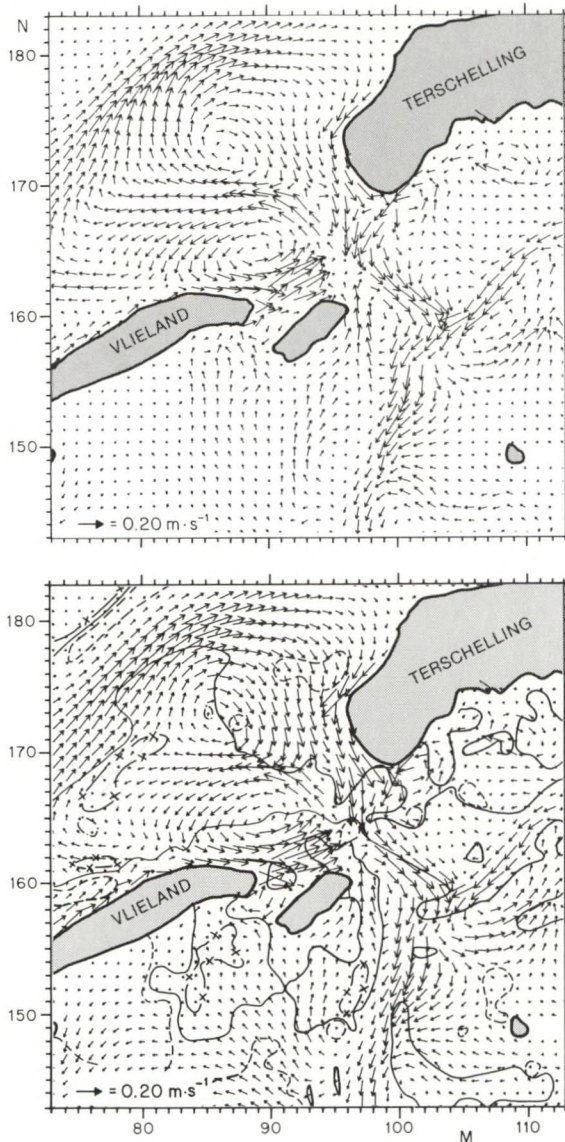 N
180
TERSCHELLING
170
160
VLIELAND
150
= 0.20 m·s⁻¹
180
TERSCHELLING
170
160
VLIELAND
150
= 0.20 m·s⁻¹
80
90
100
M
110